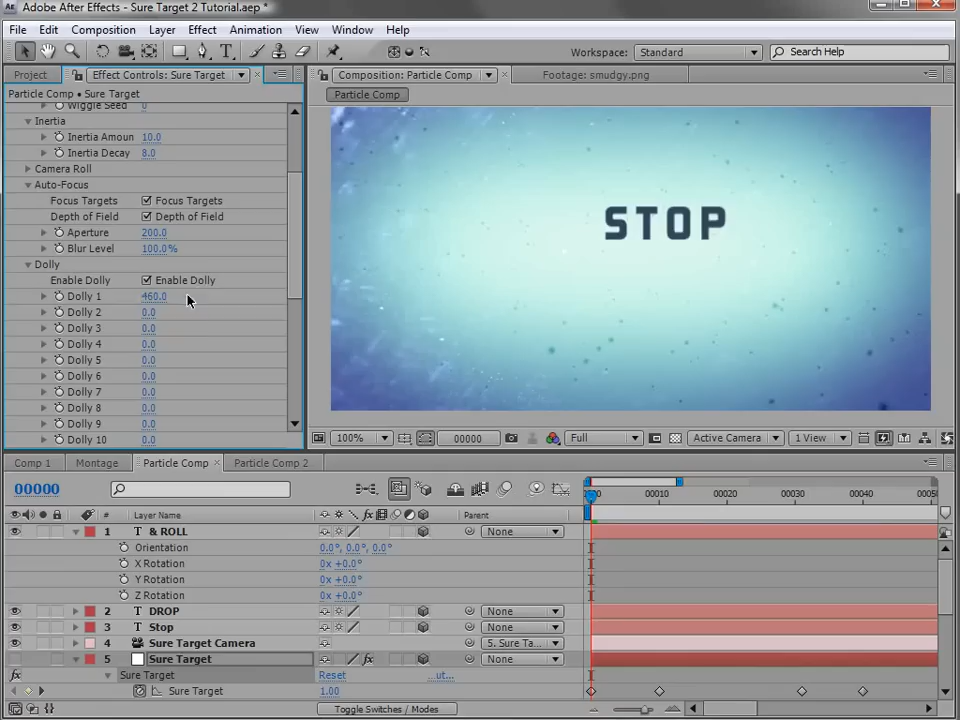 Adobe After Effects - Sure Target 2 Tutorial.aep *
File Edit Composition Layer Effect Animation View Window Help
Workspace: Standard Search Help
Project Effect Controls: Sure Target Composition: Particle Comp Footage: smudgy.png
Particle Comp • Sure Target Particle Comp
Wiggle Seed 0
Inertia
Inertia Amoun 10.0
Inertia Decay 8.0
Camera Roll
Auto-Focus
Focus Targets Focus Targets
Depth of Field Depth of Field
Aperture 200.0
Blur Level 100.0%
Dolly
Enable Dolly Enable Dolly
Dolly 1 460.0
Dolly 2 0.0
Dolly 3 0.0
Dolly 4 0.0
Dolly 5 0.0
Dolly 6 0.0
Dolly 7 0.0
Dolly 8 0.0
Dolly 9 0.0
Dolly 10 0.0
STOP
100% 00000 Full Active Camera 1 View
Comp 1 Montage Particle Comp Particle Comp 2
00000 00010 00020 00030 00040
# Layer Name Parent
1 T & ROLL None
Orientation 0.0°, 0.0°, 0.0°
X Rotation 0x +0.0°
Y Rotation 0x +0.0°
Z Rotation 0x +0.0°
2 T DROP None
3 T Stop None
4 Sure Target Camera 5. Sure Ta...
5 Sure Target fx None
fx Sure Target Reset ...ut...
Sure Target 1.00
Toggle Switches / Modes